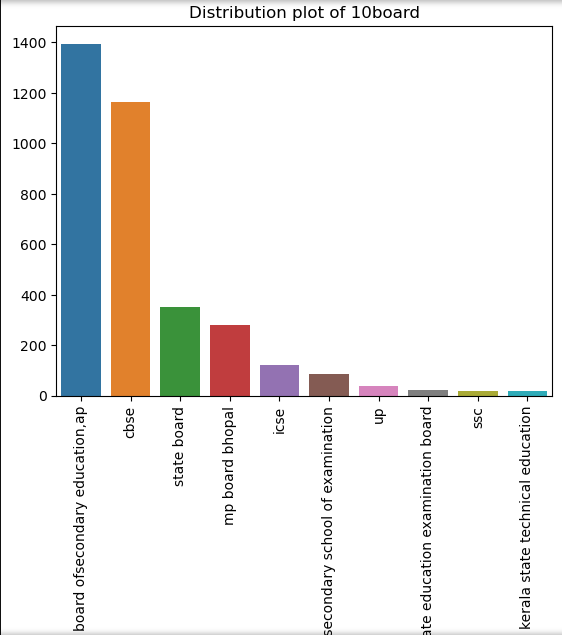 Distribution plot of 10board
1400
1200
1000
800
600
400
200
0
board ofsecondary education,ap
cbse
state board
mp board bhopal
icse
secondary school of examination
up
ate education examination board
ssc
kerala state technical education